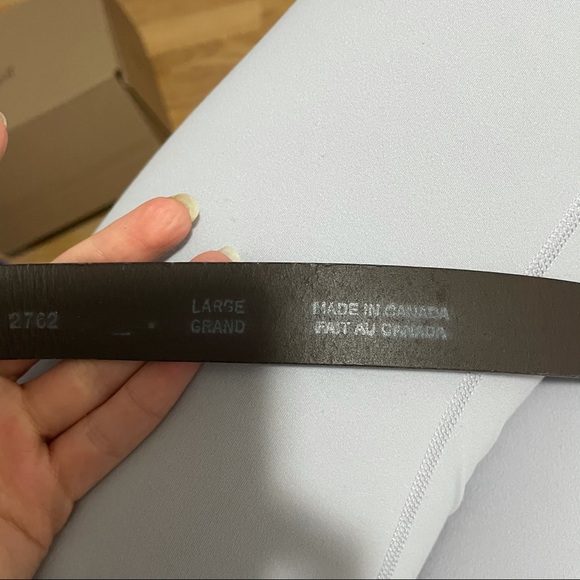 2762
LARGE
GRAND
MADE IN CANADA
FAIT AU CANADA